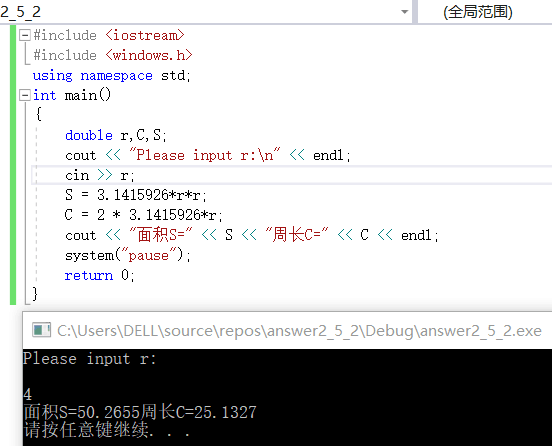 2_5_2 (全局范围)
#include <iostream>
#include <windows.h>
using namespace std;
int main()
{
double r,C,S;
cout << "Please input r:\n" << endl;
cin >> r;
S = 3.1415926*r*r;
C = 2 * 3.1415926*r;
cout << "面积S=" << S << "周长C=" << C << endl;
system("pause");
return 0;
}
C:\Users\DELL\source\repos\answer2_5_2\Debug\answer2_5_2.exe
Please input r:
4
面积S=50.2655周长C=25.1327
请按任意键继续. . .